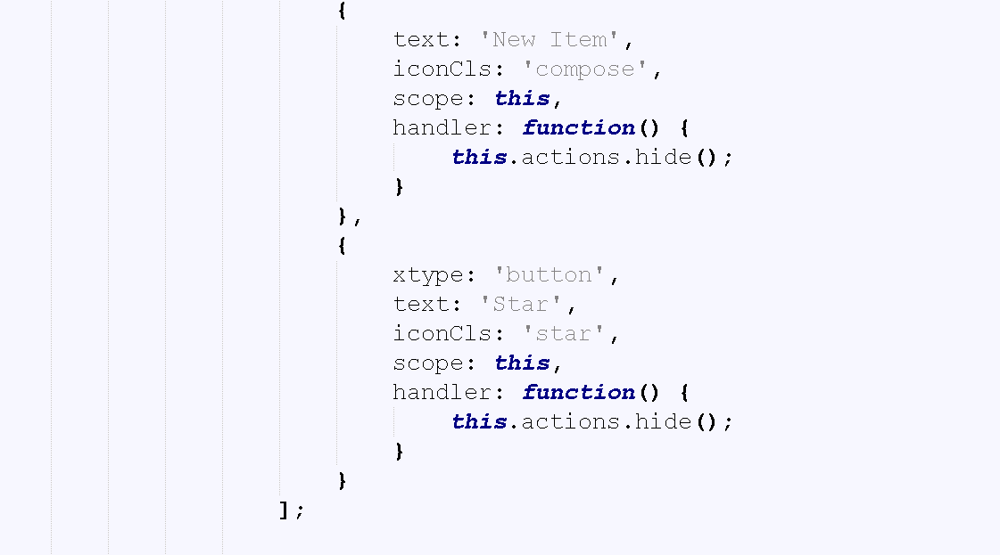 {
text: 'New Item',
iconCls: 'compose',
scope: this,
handler: function() {
this.actions.hide();
}
},
{
xtype: 'button',
text: 'Star',
iconCls: 'star',
scope: this,
handler: function() {
this.actions.hide();
}
}
];